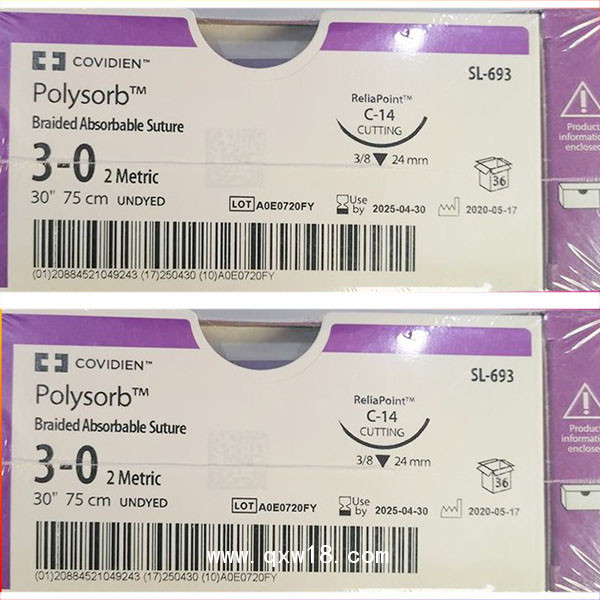 COVIDIEN™
SL-693
Polysorb™
Braided Absorbable Suture
3-0 2 Metric
30" 75 cm UNDYED
ReliaPoint™
C-14
CUTTING
3/8 24 mm
36
LOT A0E0720FY
Use by 2025-04-30
2020-05-17
(01)20884521049243 (17)250430 (10)A0E0720FY
Product
information
enclosed
COVIDIEN™
SL-693
Polysorb™
Braided Absorbable Suture
3-0 2 Metric
30" 75 cm UNDYED
ReliaPoint™
C-14
CUTTING
3/8 24 mm
36
LOT A0E0720FY
Use by 2025-04-30
2020-05-17
www.qxw18.com
(01)20884521049243 (17)250430 (10)A0E0720FY
Product
information
enclosed